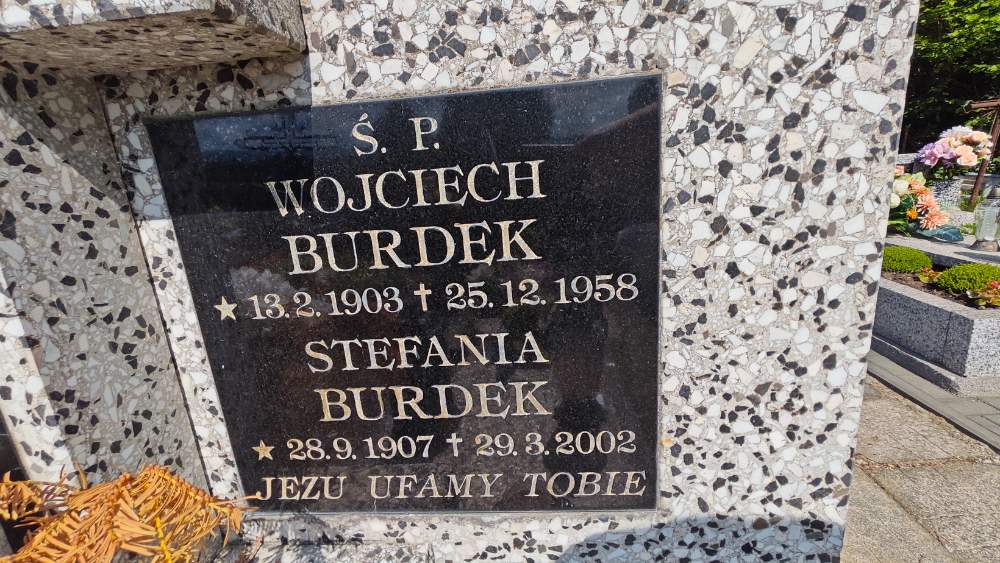 Ś. P.
WOJCIECH
BURDEK
★ 13.2.1903 ✝ 25.12.1958
STEFANIA
BURDEK
★ 28.9.1907 ✝ 29.3.2002
JEZU UFAMY TOBIE